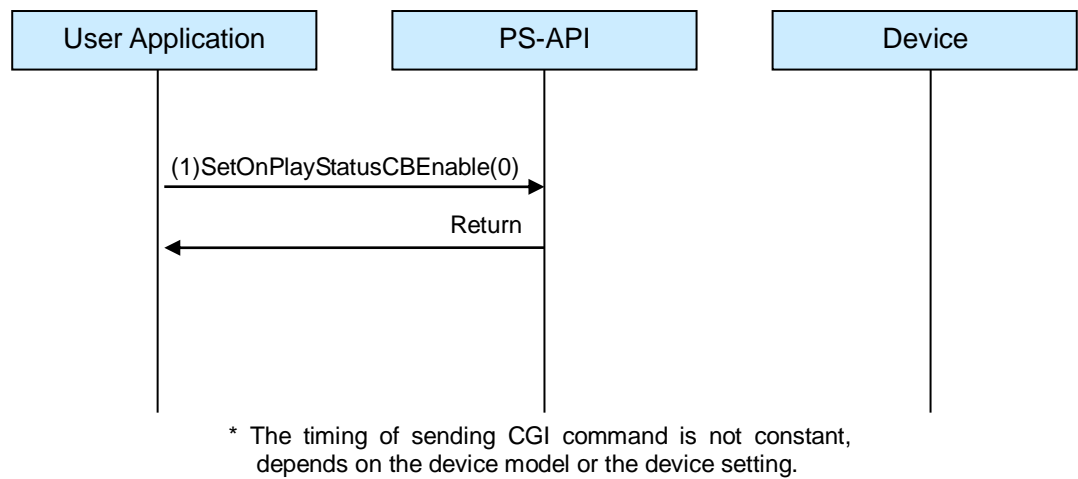 User Application
PS-API
Device
(1)SetOnPlayStatusCBEnable(0)
Return
* The timing of sending CGI command is not constant,
depends on the device model or the device setting.